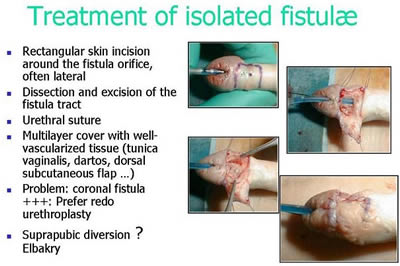 Treatment of isolated fistulæ
Rectangular skin incision
around the fistula orifice,
often lateral
Dissection and excision of the
fistula tract
Urethral suture
Multilayer cover with well-
vascularized tissue (tunica
vaginalis, dartos, dorsal
subcutaneous flap ...)
Problem: coronal fistula
+++: Prefer redo
urethroplasty
Suprapubic diversion ?
Elbakry